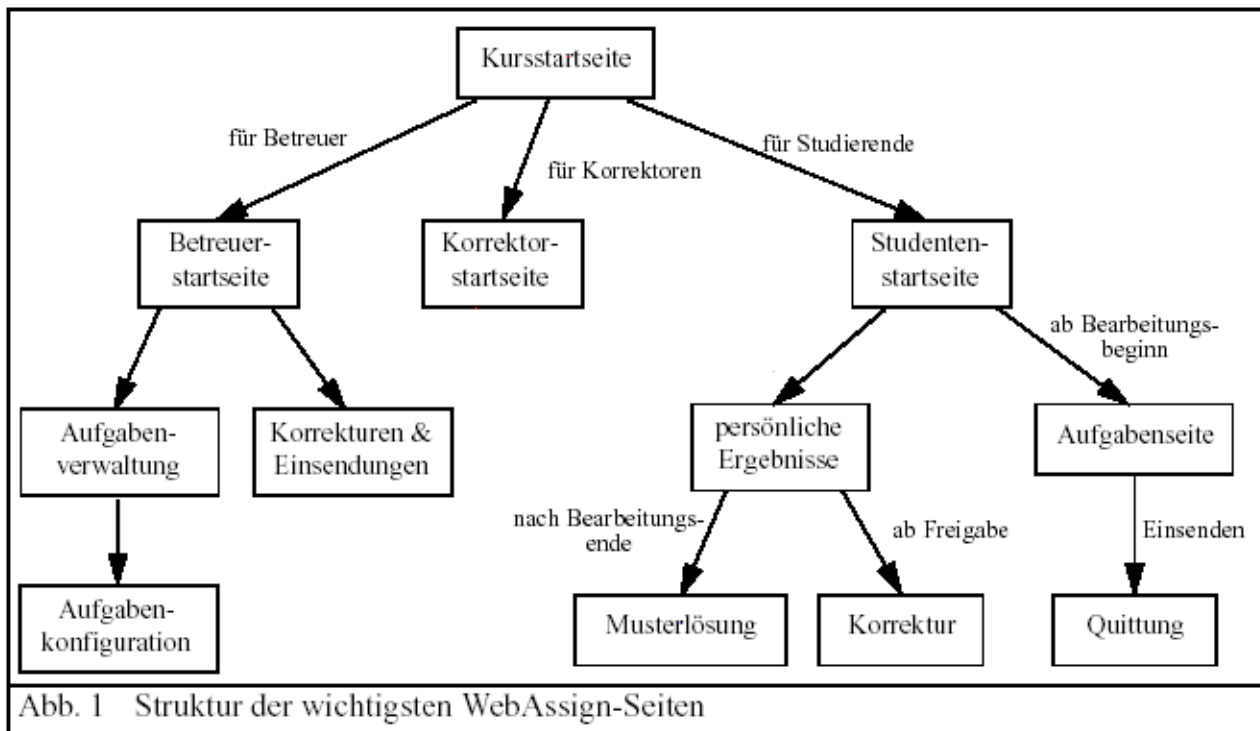 Kursstartseite
für Betreuer
für Korrektoren
für Studierende
Betreuer-
startseite
Korrektor-
startseite
Studenten-
startseite
ab Bearbeitungs-
beginn
Aufgaben-
verwaltung
Korrekturen &
Einsendungen
persönliche
Ergebnisse
Aufgabenseite
nach Bearbeitungs-
ende
ab Freigabe
Einsenden
Aufgaben-
konfiguration
Musterlösung
Korrektur
Quittung
Abb. 1 Struktur der wichtigsten WebAssign-Seiten